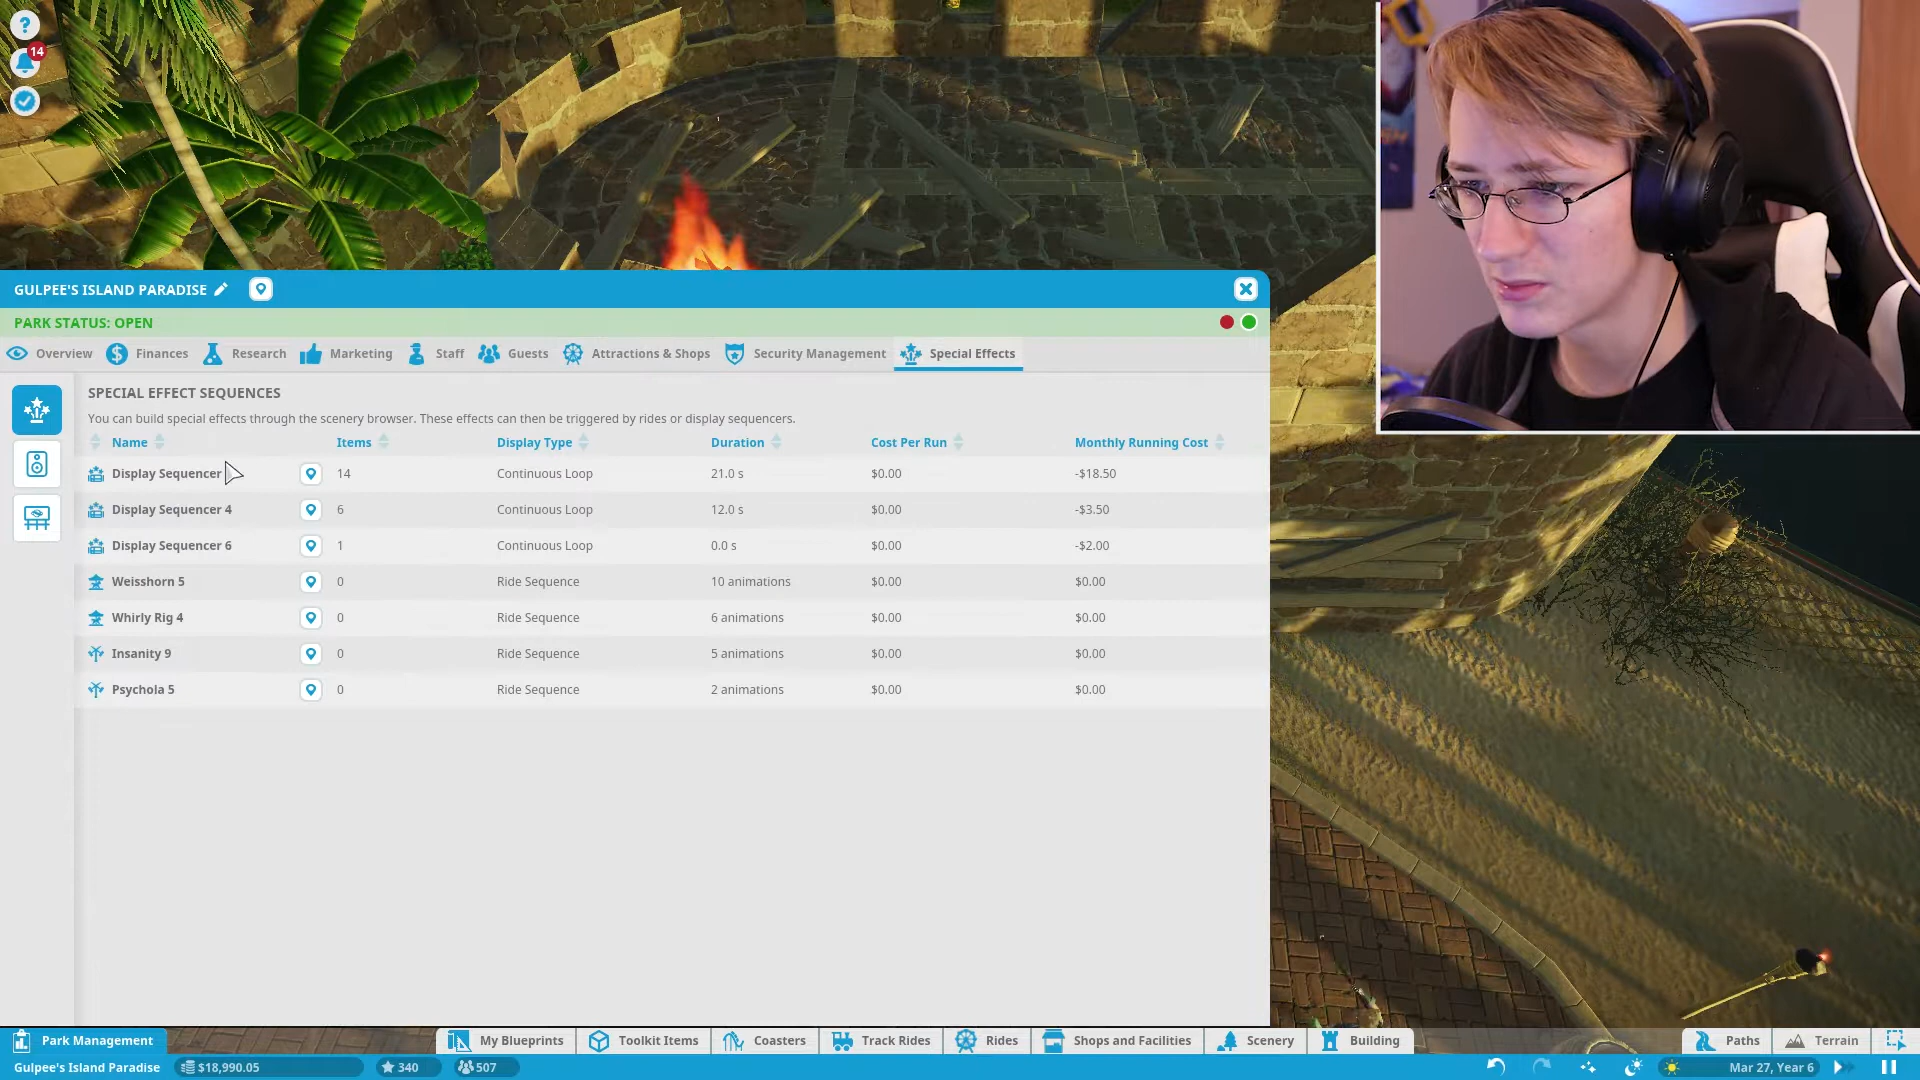 ?
14
GULPEE'S ISLAND PARADISE
PARK STATUS: OPEN
Overview Finances Research Marketing Staff Guests Attractions & Shops Security Management Special Effects
SPECIAL EFFECT SEQUENCES
You can build special effects through the scenery browser. These effects can then be triggered by rides or display sequencers.
Name Items Display Type Duration Cost Per Run Monthly Running Cost
Display Sequencer 14 Continuous Loop 21.0 s $0.00 -$18.50
Display Sequencer 4 6 Continuous Loop 12.0 s $0.00 -$3.50
Display Sequencer 6 1 Continuous Loop 0.0 s $0.00 -$2.00
Weisshorn 5 0 Ride Sequence 10 animations $0.00 $0.00
Whirly Rig 4 0 Ride Sequence 6 animations $0.00 $0.00
Insanity 9 0 Ride Sequence 5 animations $0.00 $0.00
Psychola 5 0 Ride Sequence 2 animations $0.00 $0.00
Park Management My Blueprints Toolkit Items Coasters Track Rides Rides Shops and Facilities Scenery Building Paths Terrain
Gulpee's Island Paradise $18,990.05 340 507 Mar 27, Year 6